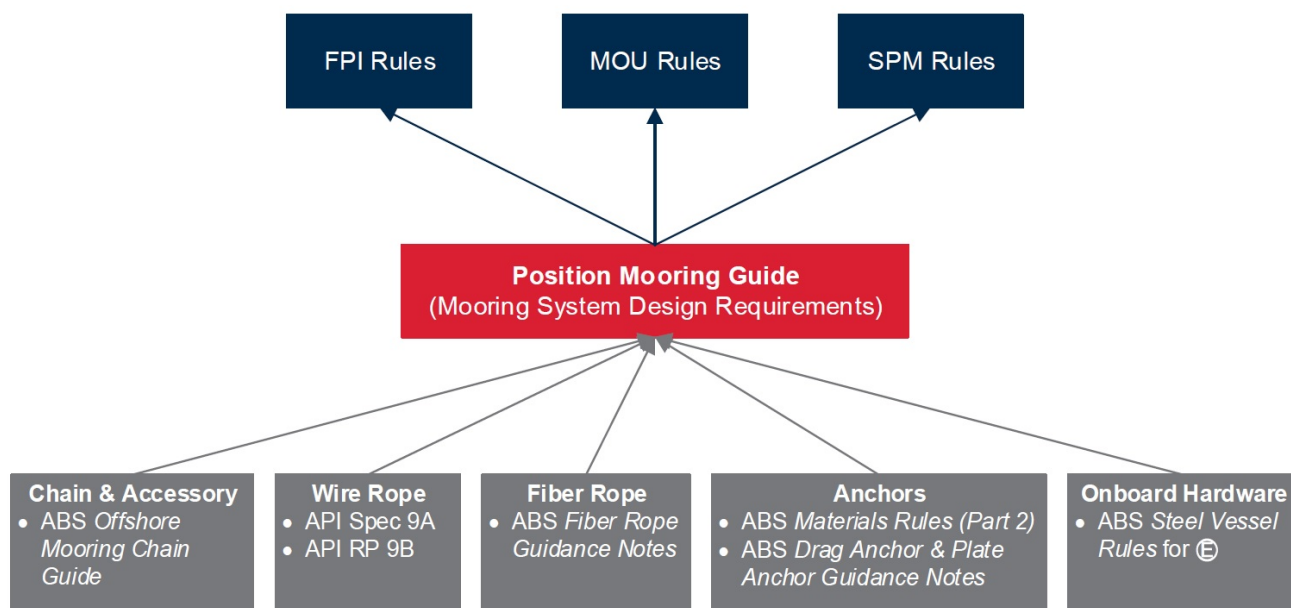 FPI Rules
MOU Rules
SPM Rules
Position Mooring Guide
(Mooring System Design Requirements)
Chain & Accessory
• ABS Offshore
Mooring Chain
Guide
Wire Rope
• API Spec 9A
• API RP 9B
Fiber Rope
• ABS Fiber Rope
Guidance Notes
Anchors
• ABS Materials Rules (Part 2)
• ABS Drag Anchor & Plate
Anchor Guidance Notes
Onboard Hardware
• ABS Steel Vessel
Rules for Ⓔ